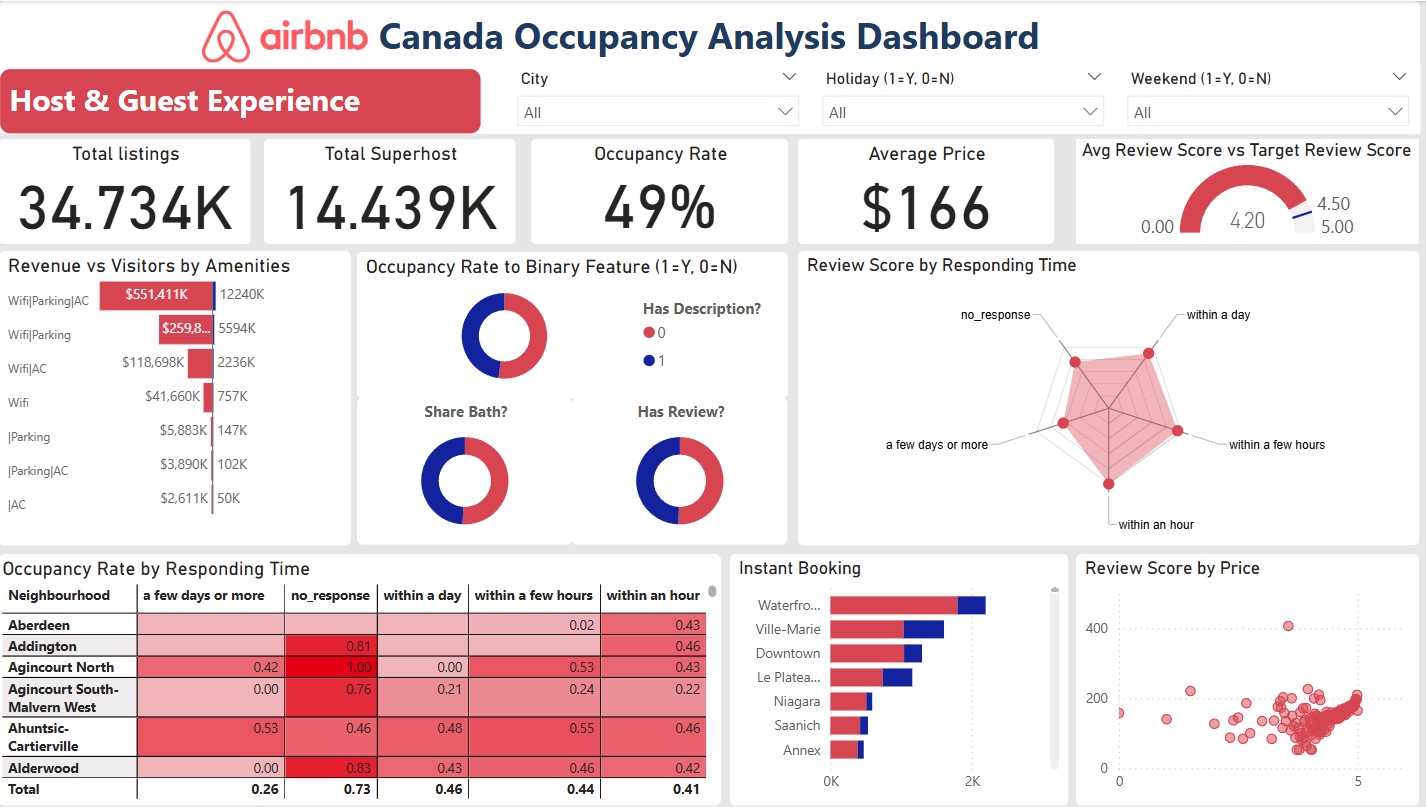 airbnb Canada Occupancy Analysis Dashboard
Host & Guest Experience
City
All
Holiday (1=Y, 0=N)
All
Weekend (1=Y, 0=N)
All
Total listings
34.734K
Total Superhost
14.439K
Occupancy Rate
49%
Average Price
$166
Avg Review Score vs Target Review Score
0.00
4.20
4.50
5.00
Revenue vs Visitors by Amenities
Wifi|Parking|AC $551,411K 12240K
Wifi|Parking $259,8... 5594K
Wifi|AC $118,698K 2236K
Wifi $41,660K 757K
|Parking $5,883K 147K
|Parking|AC $3,890K 102K
|AC $2,611K 50K
Occupancy Rate to Binary Feature (1=Y, 0=N)
Has Description?
0
1
Share Bath?
Has Review?
Review Score by Responding Time
no_response
within a day
a few days or more
within a few hours
within an hour
Occupancy Rate by Responding Time
Neighbourhood a few days or more no_response within a day within a few hours within an hour
Aberdeen 0.02 0.43
Addington 0.81 0.46
Agincourt North 0.42 1.00 0.00 0.53 0.43
Agincourt South- 0.00 0.76 0.21 0.24 0.22
Malvern West
Ahuntsic- 0.53 0.46 0.48 0.55 0.46
Cartierville
Alderwood 0.00 0.83 0.43 0.46 0.42
Total 0.26 0.73 0.46 0.44 0.41
Instant Booking
Waterfro...
Ville-Marie
Downtown
Le Platea...
Niagara
Saanich
Annex
0K 2K
Review Score by Price
400
200
0
0 5